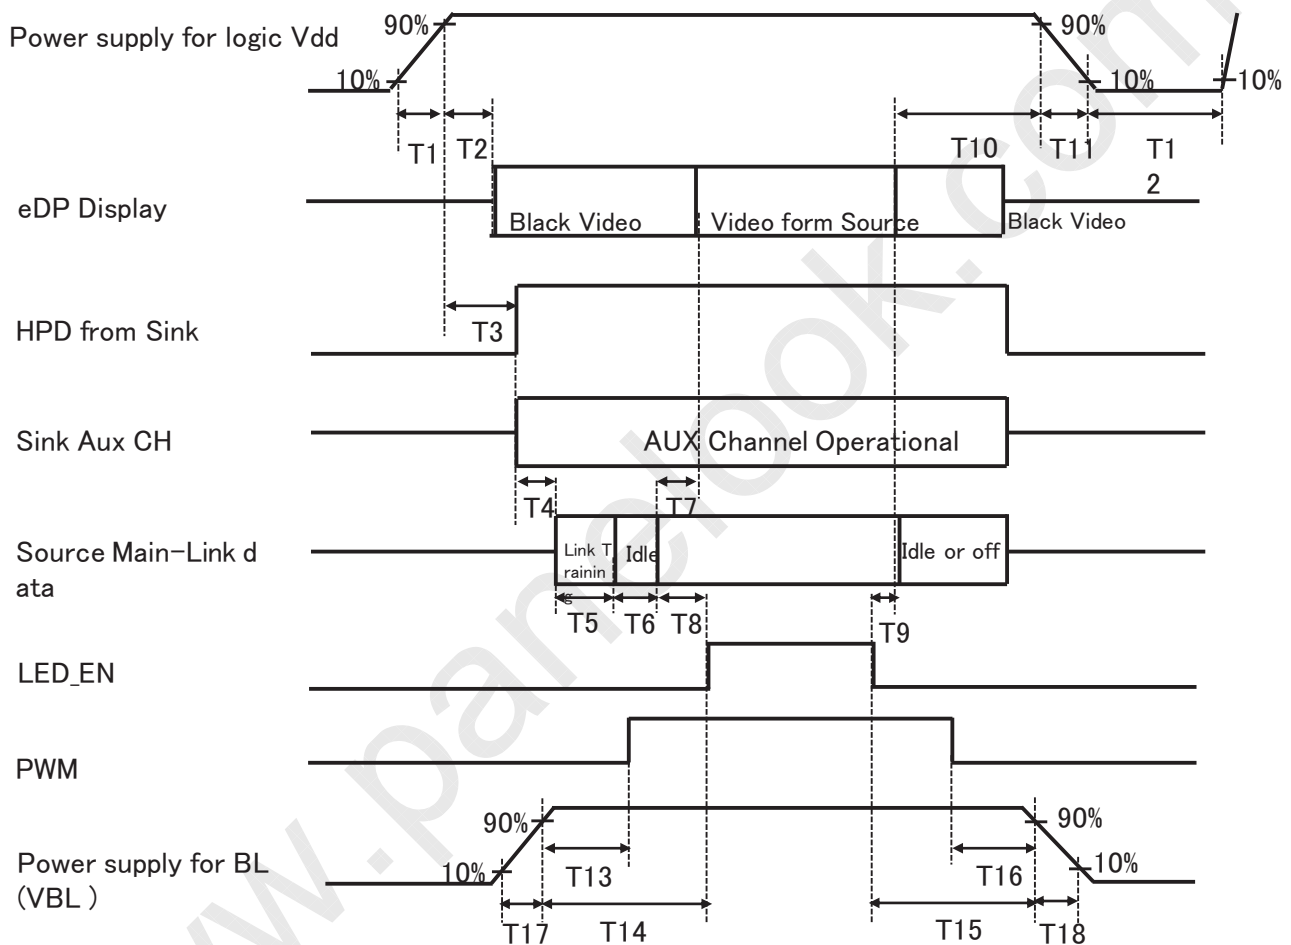 Power supply for logic Vdd
90%
90%
10%
10%
10%
T1
T2
T10
T11
T1
2
eDP Display
Black Video
Video form Source
Black Video
HPD from Sink
T3
Sink Aux CH
AUX Channel Operational
T4
T7
Source Main-Link d
ata
Link T
rainin
g
Idle
Idle or off
T5
T6
T8
T9
LED_EN
PWM
90%
90%
Power supply for BL
(VBL )
10%
10%
T13
T16
T17
T14
T15
T18
w.panelook.com